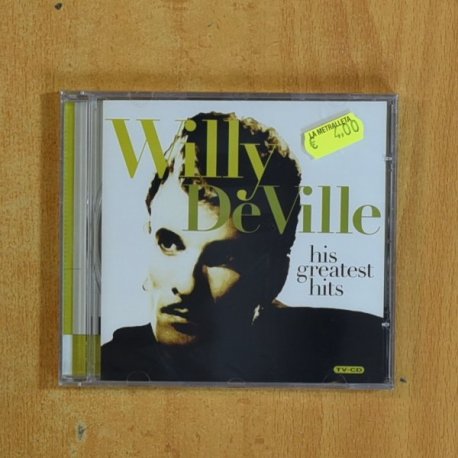 Willy
DeVille
his
greatest
hits
LA METRALLETA
€ 4,00
TV-CD